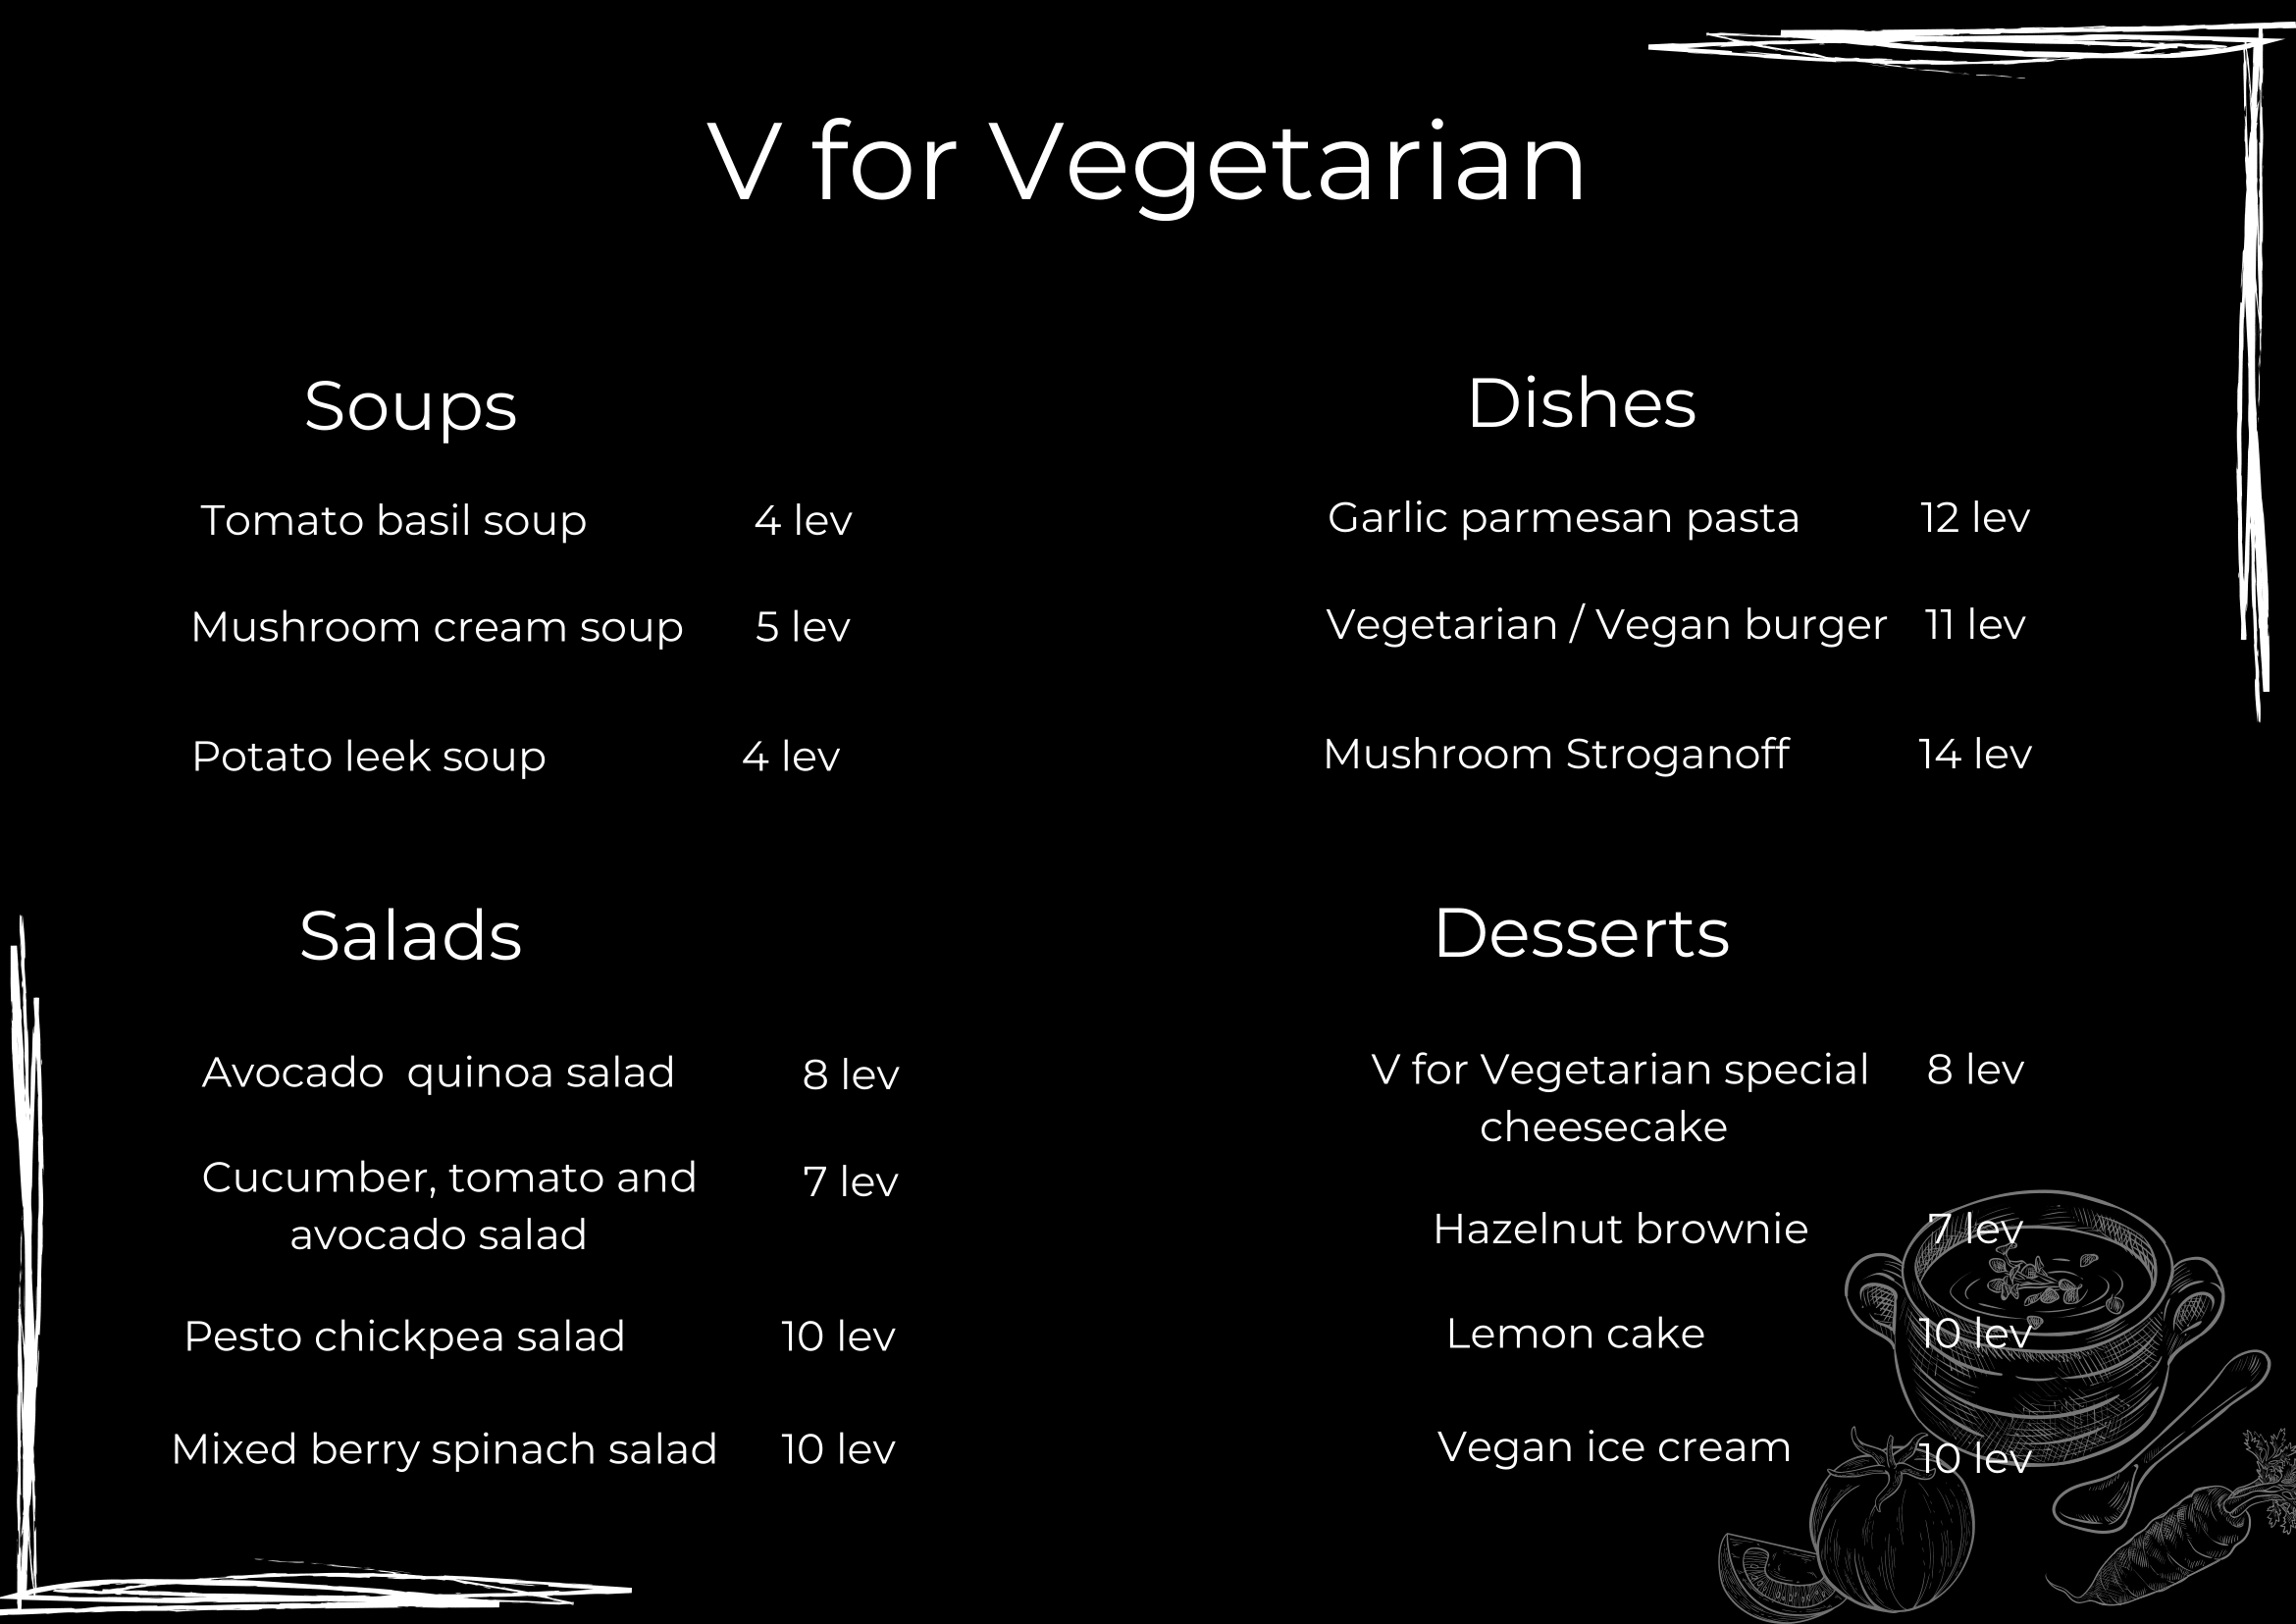 V for Vegetarian
Soups
Tomato basil soup 4 lev
Mushroom cream soup 5 lev
Potato leek soup 4 lev
Salads
Avocado quinoa salad 8 lev
Cucumber, tomato and 7 lev
avocado salad
Pesto chickpea salad 10 lev
Mixed berry spinach salad 10 lev
Dishes
Garlic parmesan pasta 12 lev
Vegetarian / Vegan burger 11 lev
Mushroom Stroganoff 14 lev
Desserts
V for Vegetarian special 8 lev
cheesecake
Hazelnut brownie 7 lev
Lemon cake 10 lev
Vegan ice cream 10 lev